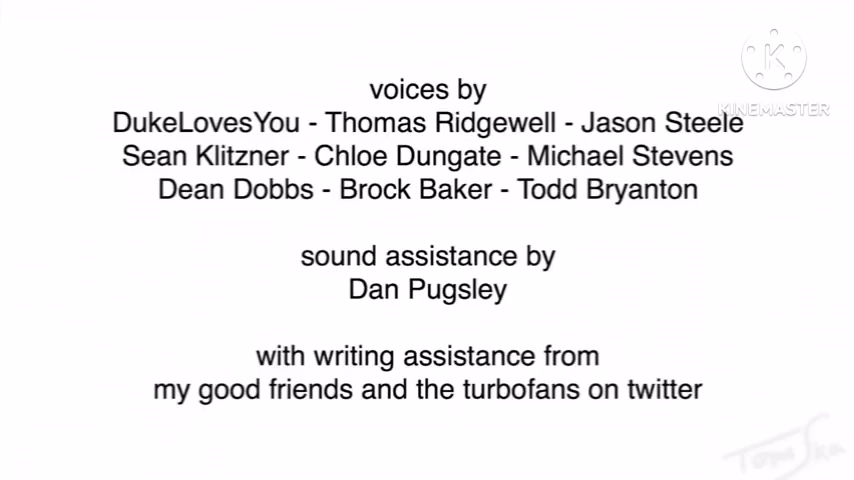 KINEMASTER
voices by
DukeLovesYou - Thomas Ridgewell - Jason Steele
Sean Klitzner - Chloe Dungate - Michael Stevens
Dean Dobbs - Brock Baker - Todd Bryanton
sound assistance by
Dan Pugsley
with writing assistance from
my good friends and the turbofans on twitter
TomSka